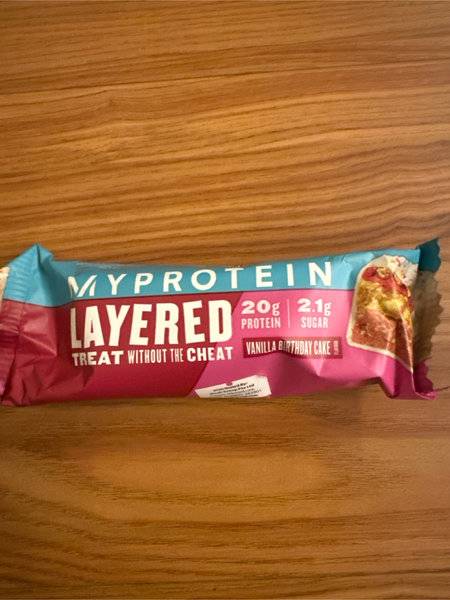 MYPROTEIN
LAYERED
TREAT WITHOUT THE CHEAT
20g PROTEIN
2.1g SUGAR
VANILLA BIRTHDAY CAKE